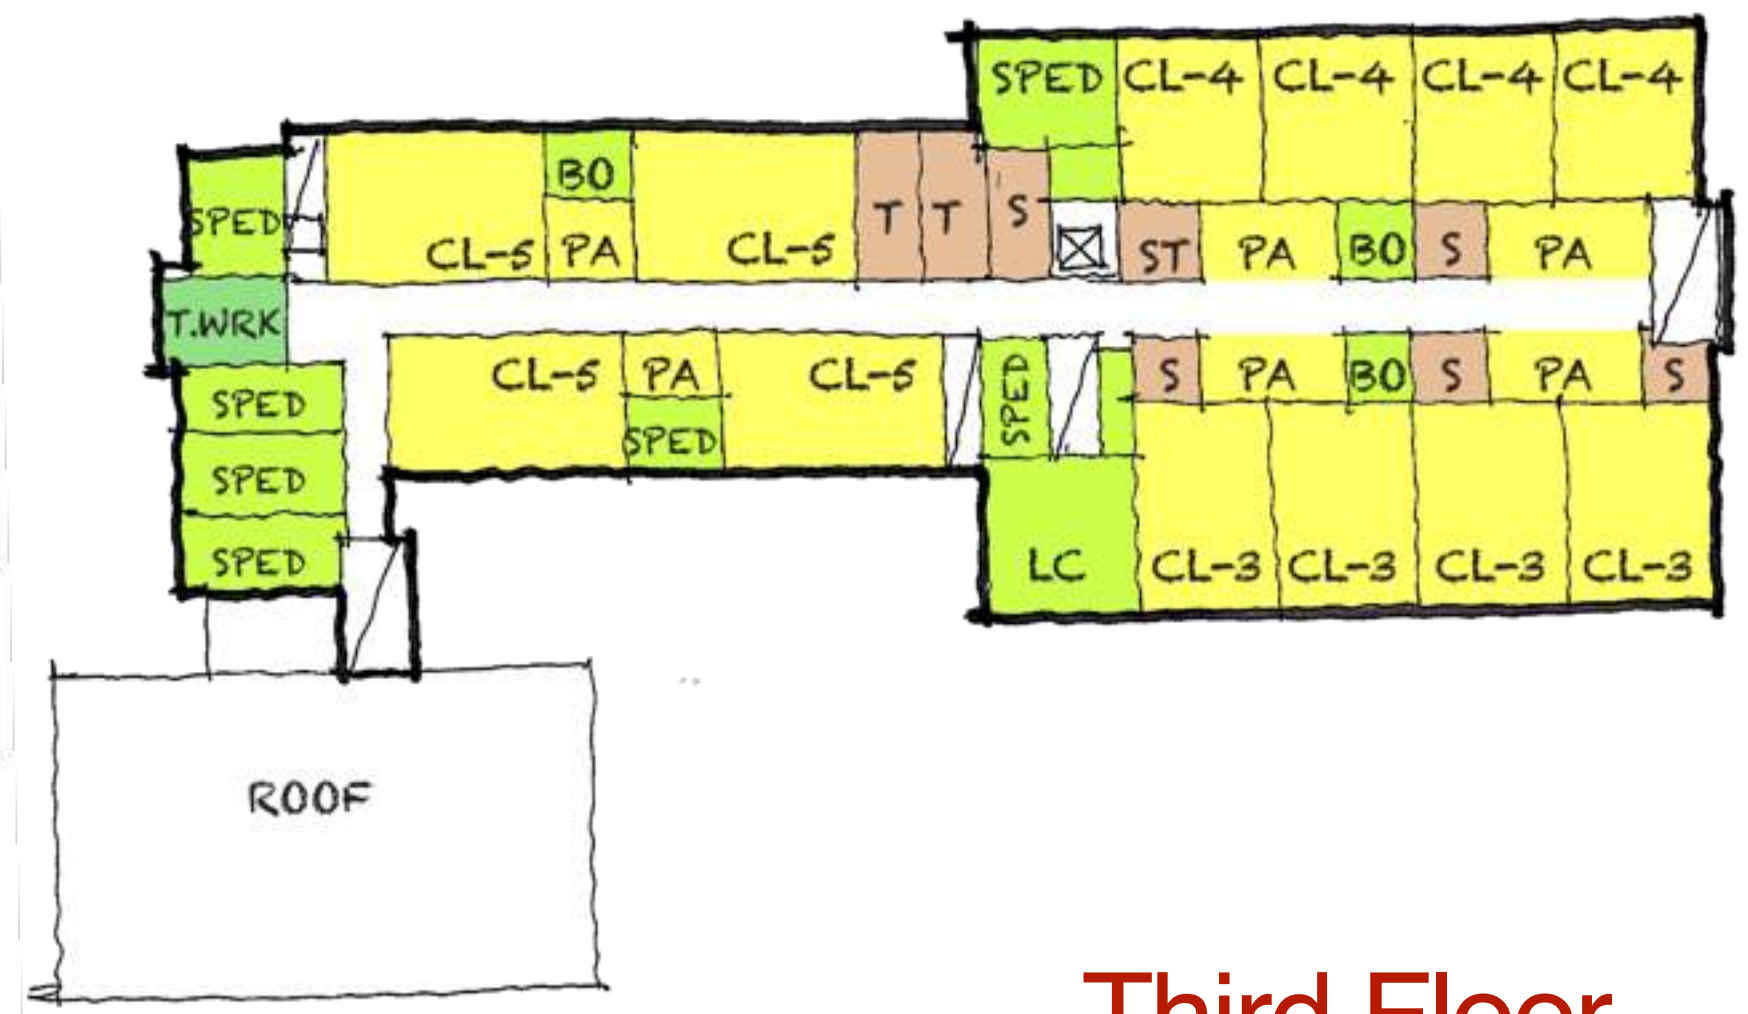 SPED CL-4 CL-4 CL-4 CL-4
BO
SPED CL-5 PA CL-5 T T S ST PA BO S PA
T.WRK
CL-5 PA CL-5 SPED S PA BO S PA S
SPED
SPED
SPED
SPED LC CL-3 CL-3 CL-3 CL-3
ROOF
Third Floor